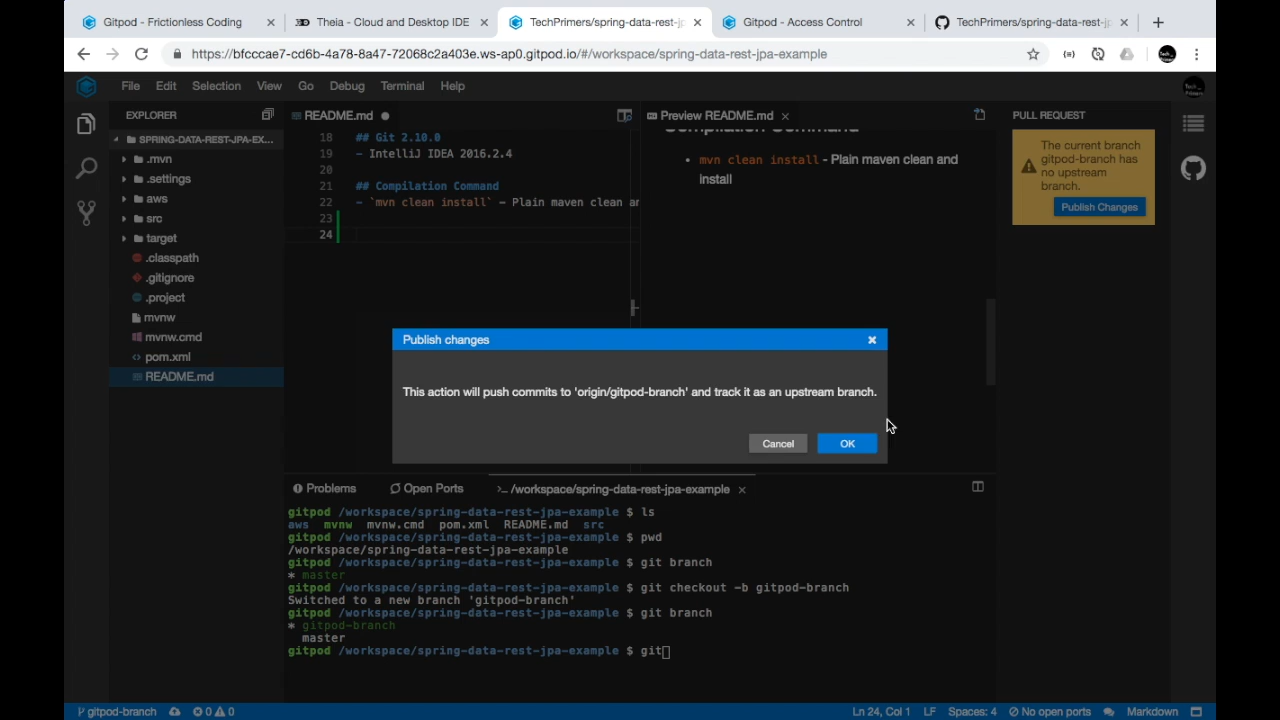 Gitpod - Frictionless Coding
Theia - Cloud and Desktop IDE
TechPrimers/spring-data-rest-jp
Gitpod - Access Control
TechPrimers/spring-data-rest-jp
https://bfcccae7-cd6b-4a78-8a47-72068c2a403e.ws-ap0.gitpod.io/#/workspace/spring-data-rest-jpa-example
File Edit Selection View Go Debug Terminal Help
EXPLORER
SPRING-DATA-REST-JPA-EX...
.mvn
.settings
aws
src
target
.classpath
.gitignore
.project
mvnw
mvnw.cmd
pom.xml
README.md
README.md
18 ## Git 2.10.0
19 - IntelliJ IDEA 2016.2.4
20
21 ## Compilation Command
22 - `mvn clean install` - Plain maven clean an
23
24
Preview README.md
Compilation Command
• mvn clean install - Plain maven clean and
install
PULL REQUEST
The current branch
gitpod-branch has
no upstream
branch.
Publish Changes
Publish changes
This action will push commits to 'origin/gitpod-branch' and track it as an upstream branch.
Cancel OK
Problems Open Ports >_ /workspace/spring-data-rest-jpa-example
gitpod /workspace/spring-data-rest-jpa-example $ ls
aws mvnw mvnw.cmd pom.xml README.md src
gitpod /workspace/spring-data-rest-jpa-example $ pwd
/workspace/spring-data-rest-jpa-example
gitpod /workspace/spring-data-rest-jpa-example $ git branch
* master
gitpod /workspace/spring-data-rest-jpa-example $ git checkout -b gitpod-branch
Switched to a new branch 'gitpod-branch'
gitpod /workspace/spring-data-rest-jpa-example $ git branch
* gitpod-branch
master
gitpod /workspace/spring-data-rest-jpa-example $ git
gitpod-branch 0 0 Ln 24, Col 1 LF Spaces: 4 No open ports Markdown